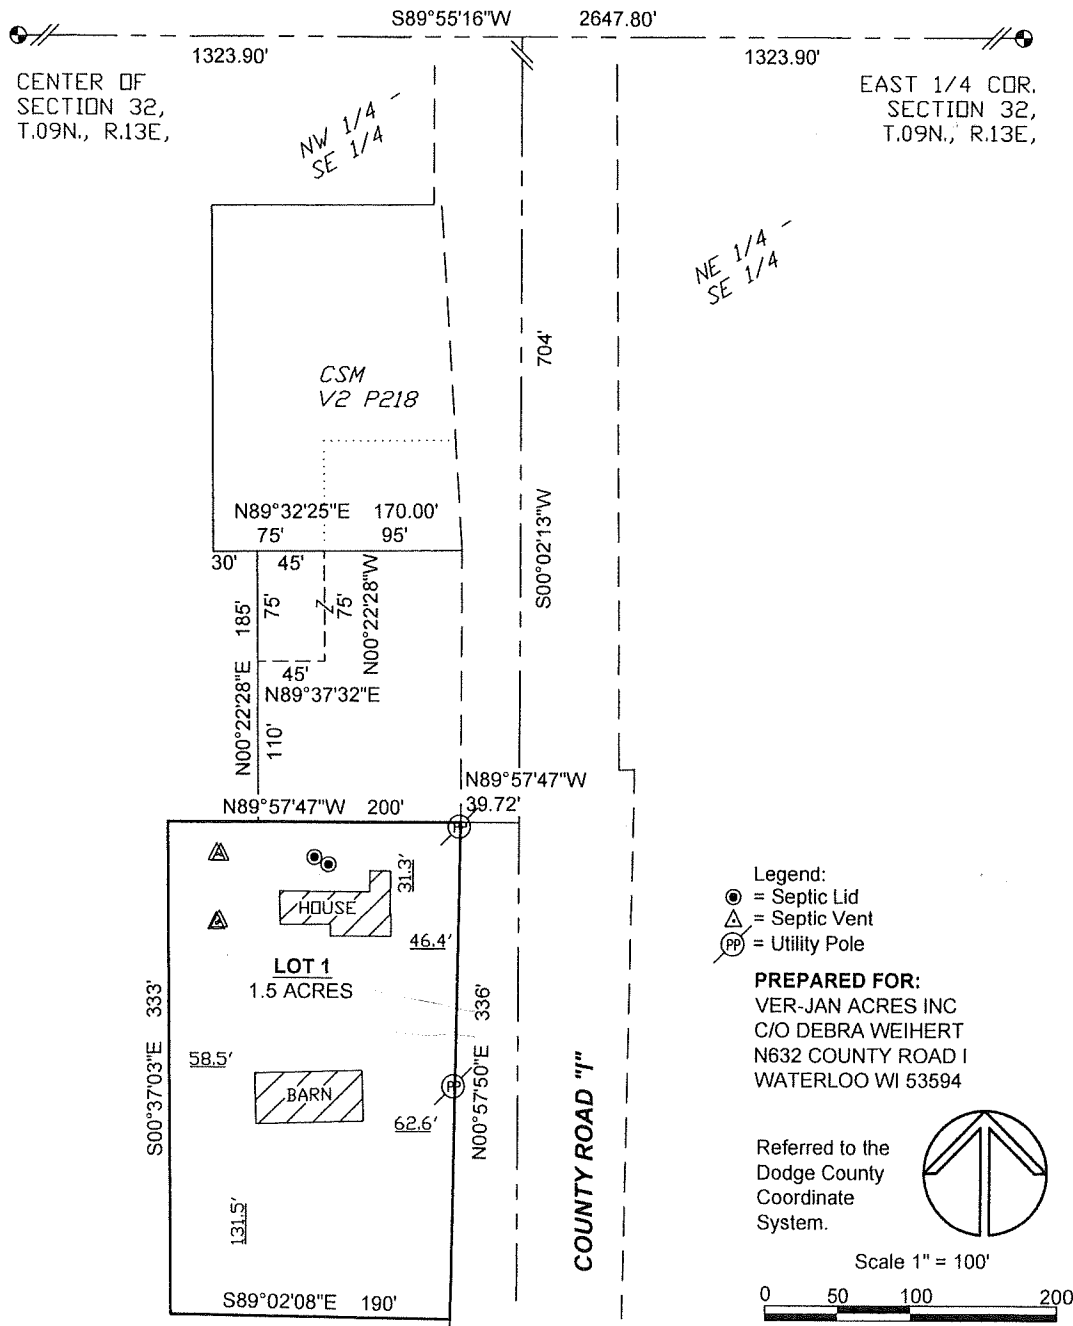 S89°55'16"W 2647.80'
1323.90' 1323.90'
CENTER OF
SECTION 32,
T.09N., R.13E,
EAST 1/4 COR.
SECTION 32,
T.09N., R.13E,
NW 1/4 -
SE 1/4
NE 1/4 -
SE 1/4
704'
S00°02'13"W
CSM
V2 P218
N89°32'25"E 170.00'
75' 95'
30' 45'
185'
75'
Z
75'
N00°22'28"W
45'
N89°37'32"E
N00°22'28"E
110'
N89°57'47"W
39.72'
N89°57'47"W 200'
PP
31.3'
HOUSE
46.4'
LOT 1
1.5 ACRES
S00°37'03"E 333'
58.5'
BARN
62.6'
PP
N00°57'50"E 336'
131.5'
S89°02'08"E 190'
COUNTY ROAD "I"
Legend:
= Septic Lid
= Septic Vent
PP = Utility Pole
PREPARED FOR:
VER-JAN ACRES INC
C/O DEBRA WEIHERT
N632 COUNTY ROAD I
WATERLOO WI 53594
Referred to the
Dodge County
Coordinate
System.
Scale 1" = 100'
0 50 100 200